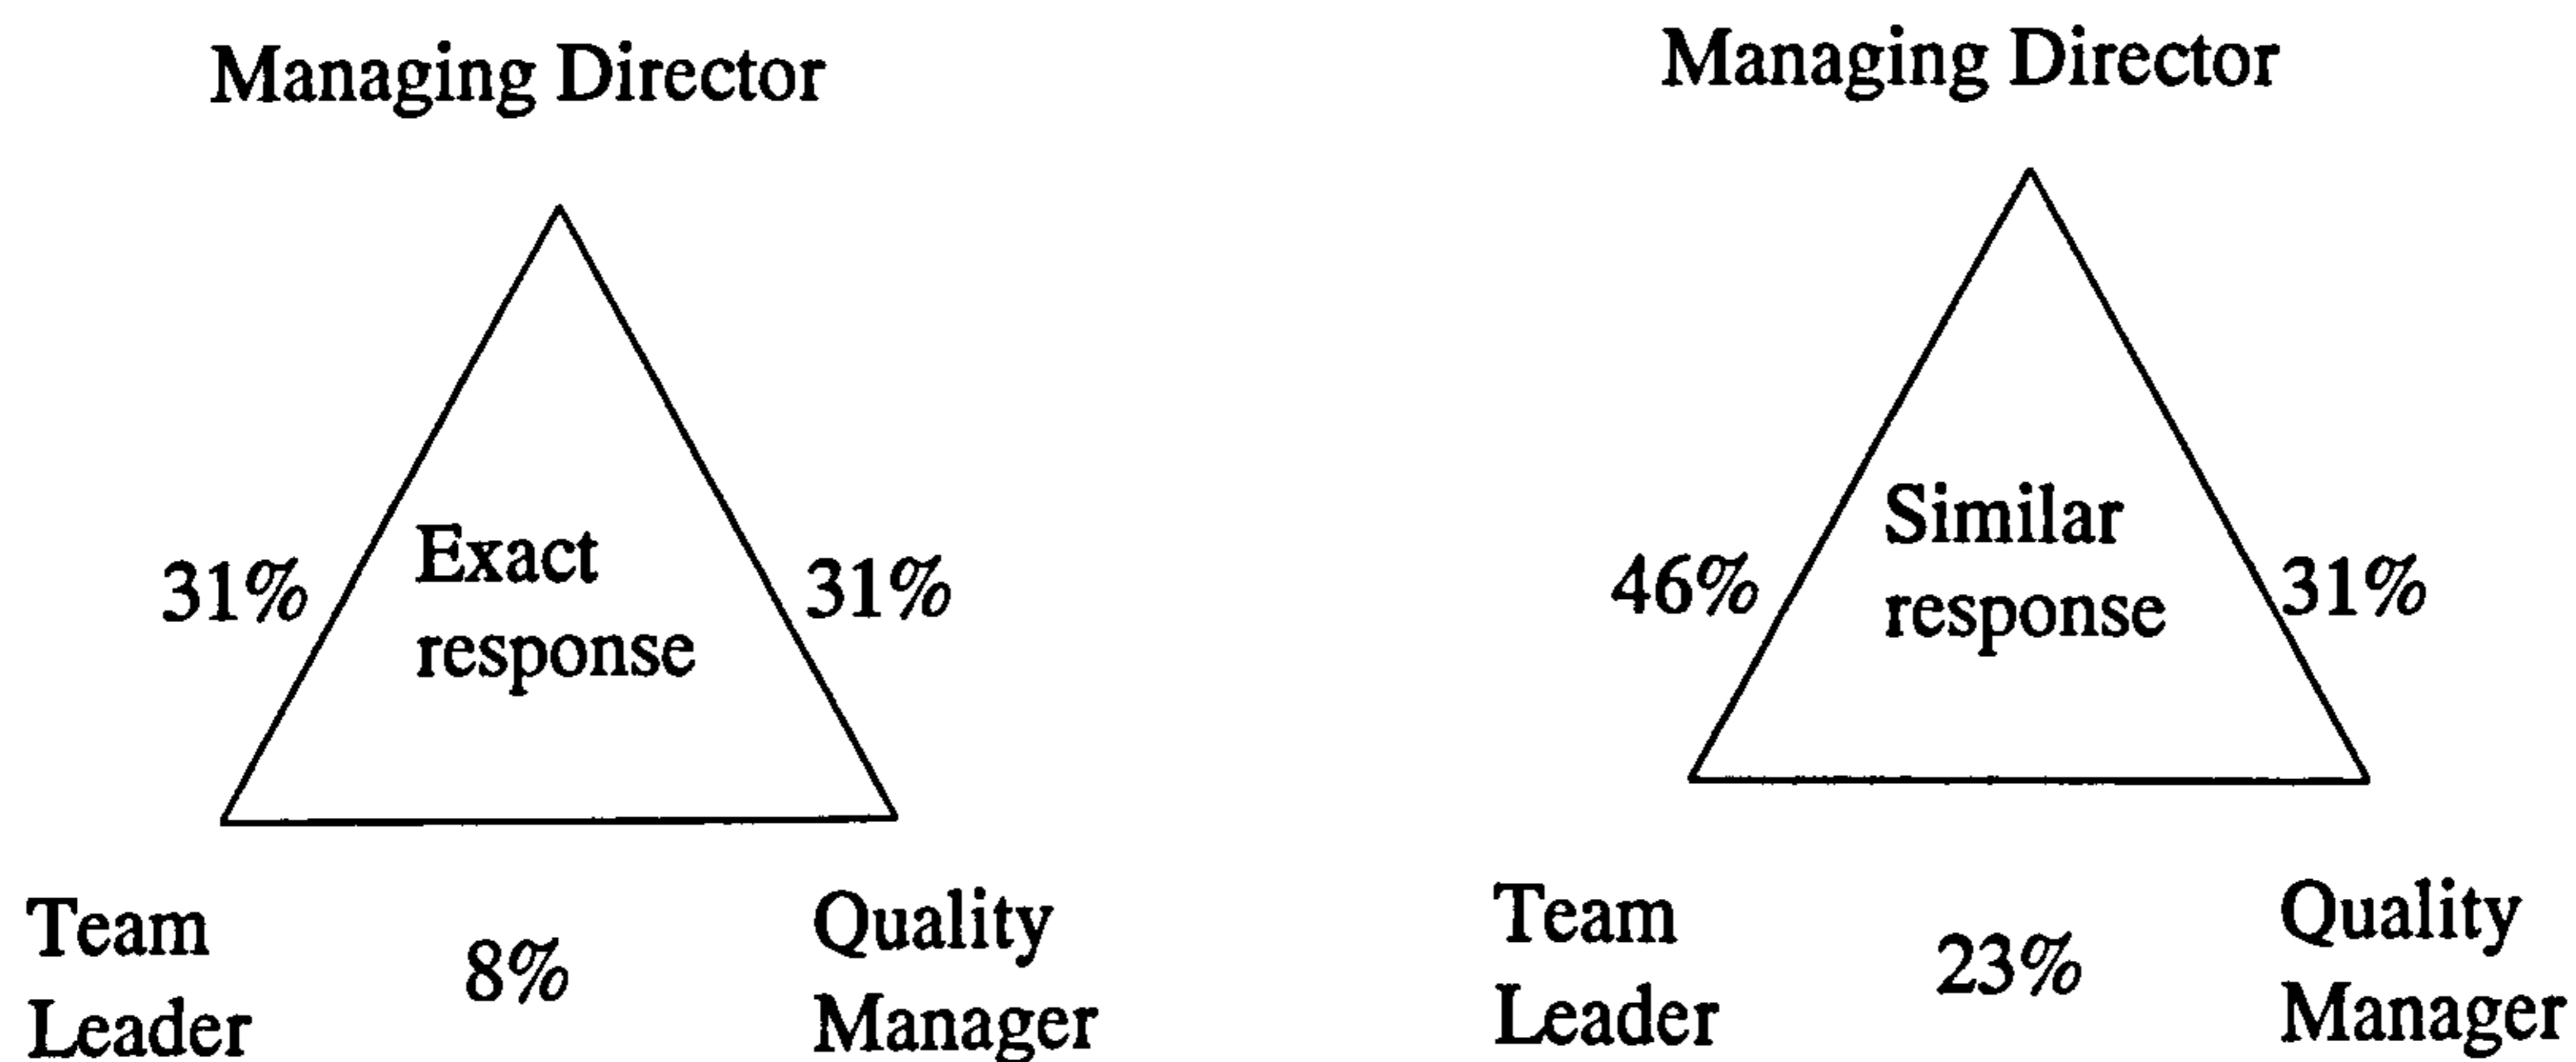 Managing Director
31%
Exact
response
31%
Team
Leader
8%
Quality
Manager
Managing Director
46%
Similar
response
31%
Team
Leader
23%
Quality
Manager